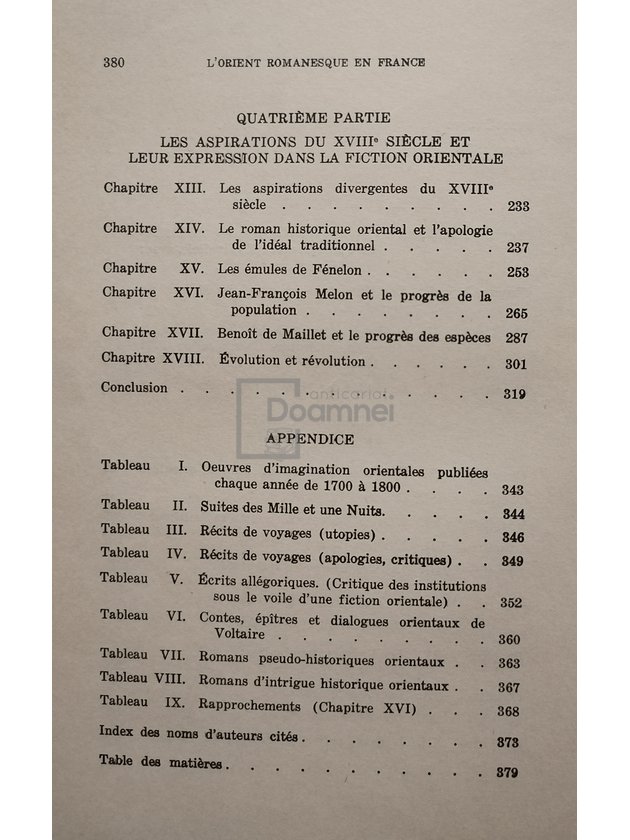 380 L'ORIENT ROMANESQUE EN FRANCE
QUATRIÈME PARTIE
LES ASPIRATIONS DU XVIIIe SIÈCLE ET
LEUR EXPRESSION DANS LA FICTION ORIENTALE
Chapitre XIII. Les aspirations divergentes du XVIIIe
siècle . . . . . . . . . 233
Chapitre XIV. Le roman historique oriental et l'apologie
de l'idéal traditionnel . . . . . 237
Chapitre XV. Les émules de Fénelon . . . . . . 253
Chapitre XVI. Jean-François Melon et le progrès de la
population . . . . . . . . 265
Chapitre XVII. Benoît de Maillet et le progrès des espèces 287
Chapitre XVIII. Évolution et révolution . . . . . . 301
Conclusion . . . . . . . . . . . . . 319
anticariat
Doamnei
APPENDICE
Tableau I. Oeuvres d'imagination orientales publiées
chaque année de 1700 à 1800 . . . . 343
Tableau II. Suites des Mille et une Nuits. . . . . 344
Tableau III. Récits de voyages (utopies) . . . . . 346
Tableau IV. Récits de voyages (apologies, critiques) . . 349
Tableau V. Écrits allégoriques. (Critique des institutions
sous le voile d'une fiction orientale) . . 352
Tableau VI. Contes, épîtres et dialogues orientaux de
Voltaire . . . . . . . . . 360
Tableau VII. Romans pseudo-historiques orientaux . . 363
Tableau VIII. Romans d'intrigue historique orientaux . . 367
Tableau IX. Rapprochements (Chapitre XVI) . . . 368
Index des noms d'auteurs cités . . . . . . . . 373
Table des matières . . . . . . . . . . . 379